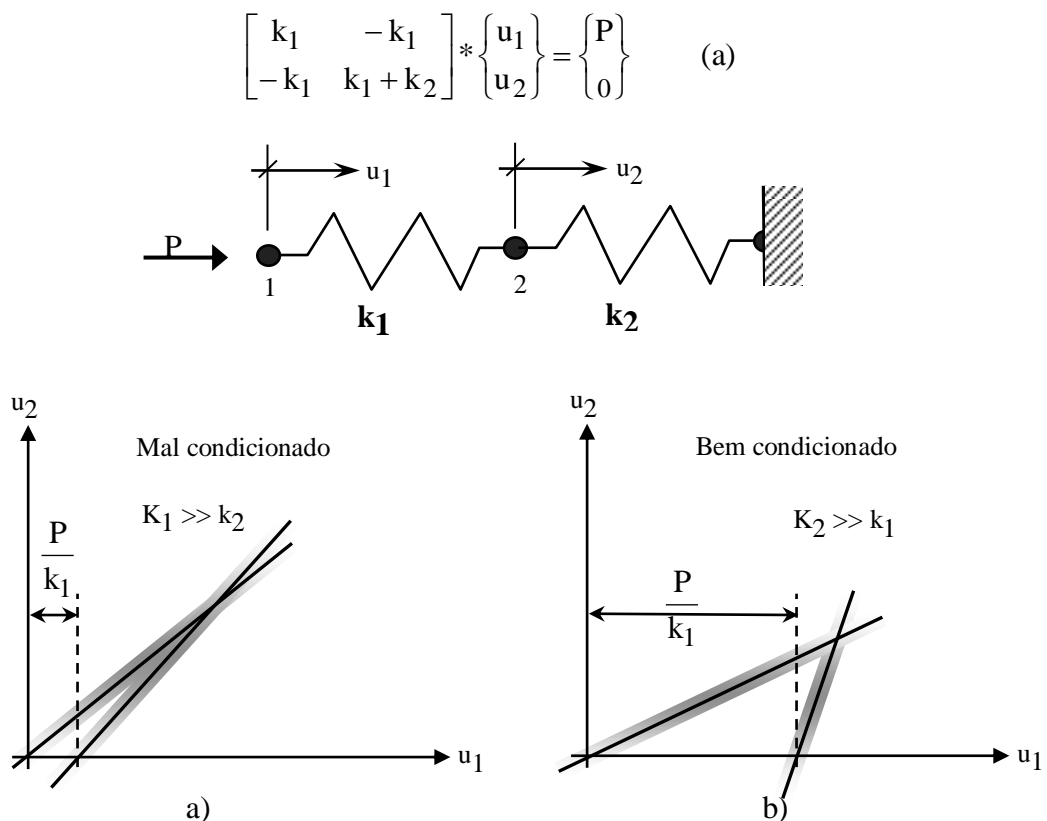 [ k₁ −k₁ ; −k₁ k₁ + k₂ ] * { u₁ ; u₂ } = { P ; 0 } (a)
u₁ u₂
P
1 2
k₁ k₂
u₂
Mal condicionado
K₁ >> k₂
P/k₁
u₁
a)
u₂
Bem condicionado
K₂ >> k₁
P/k₁
u₁
b)